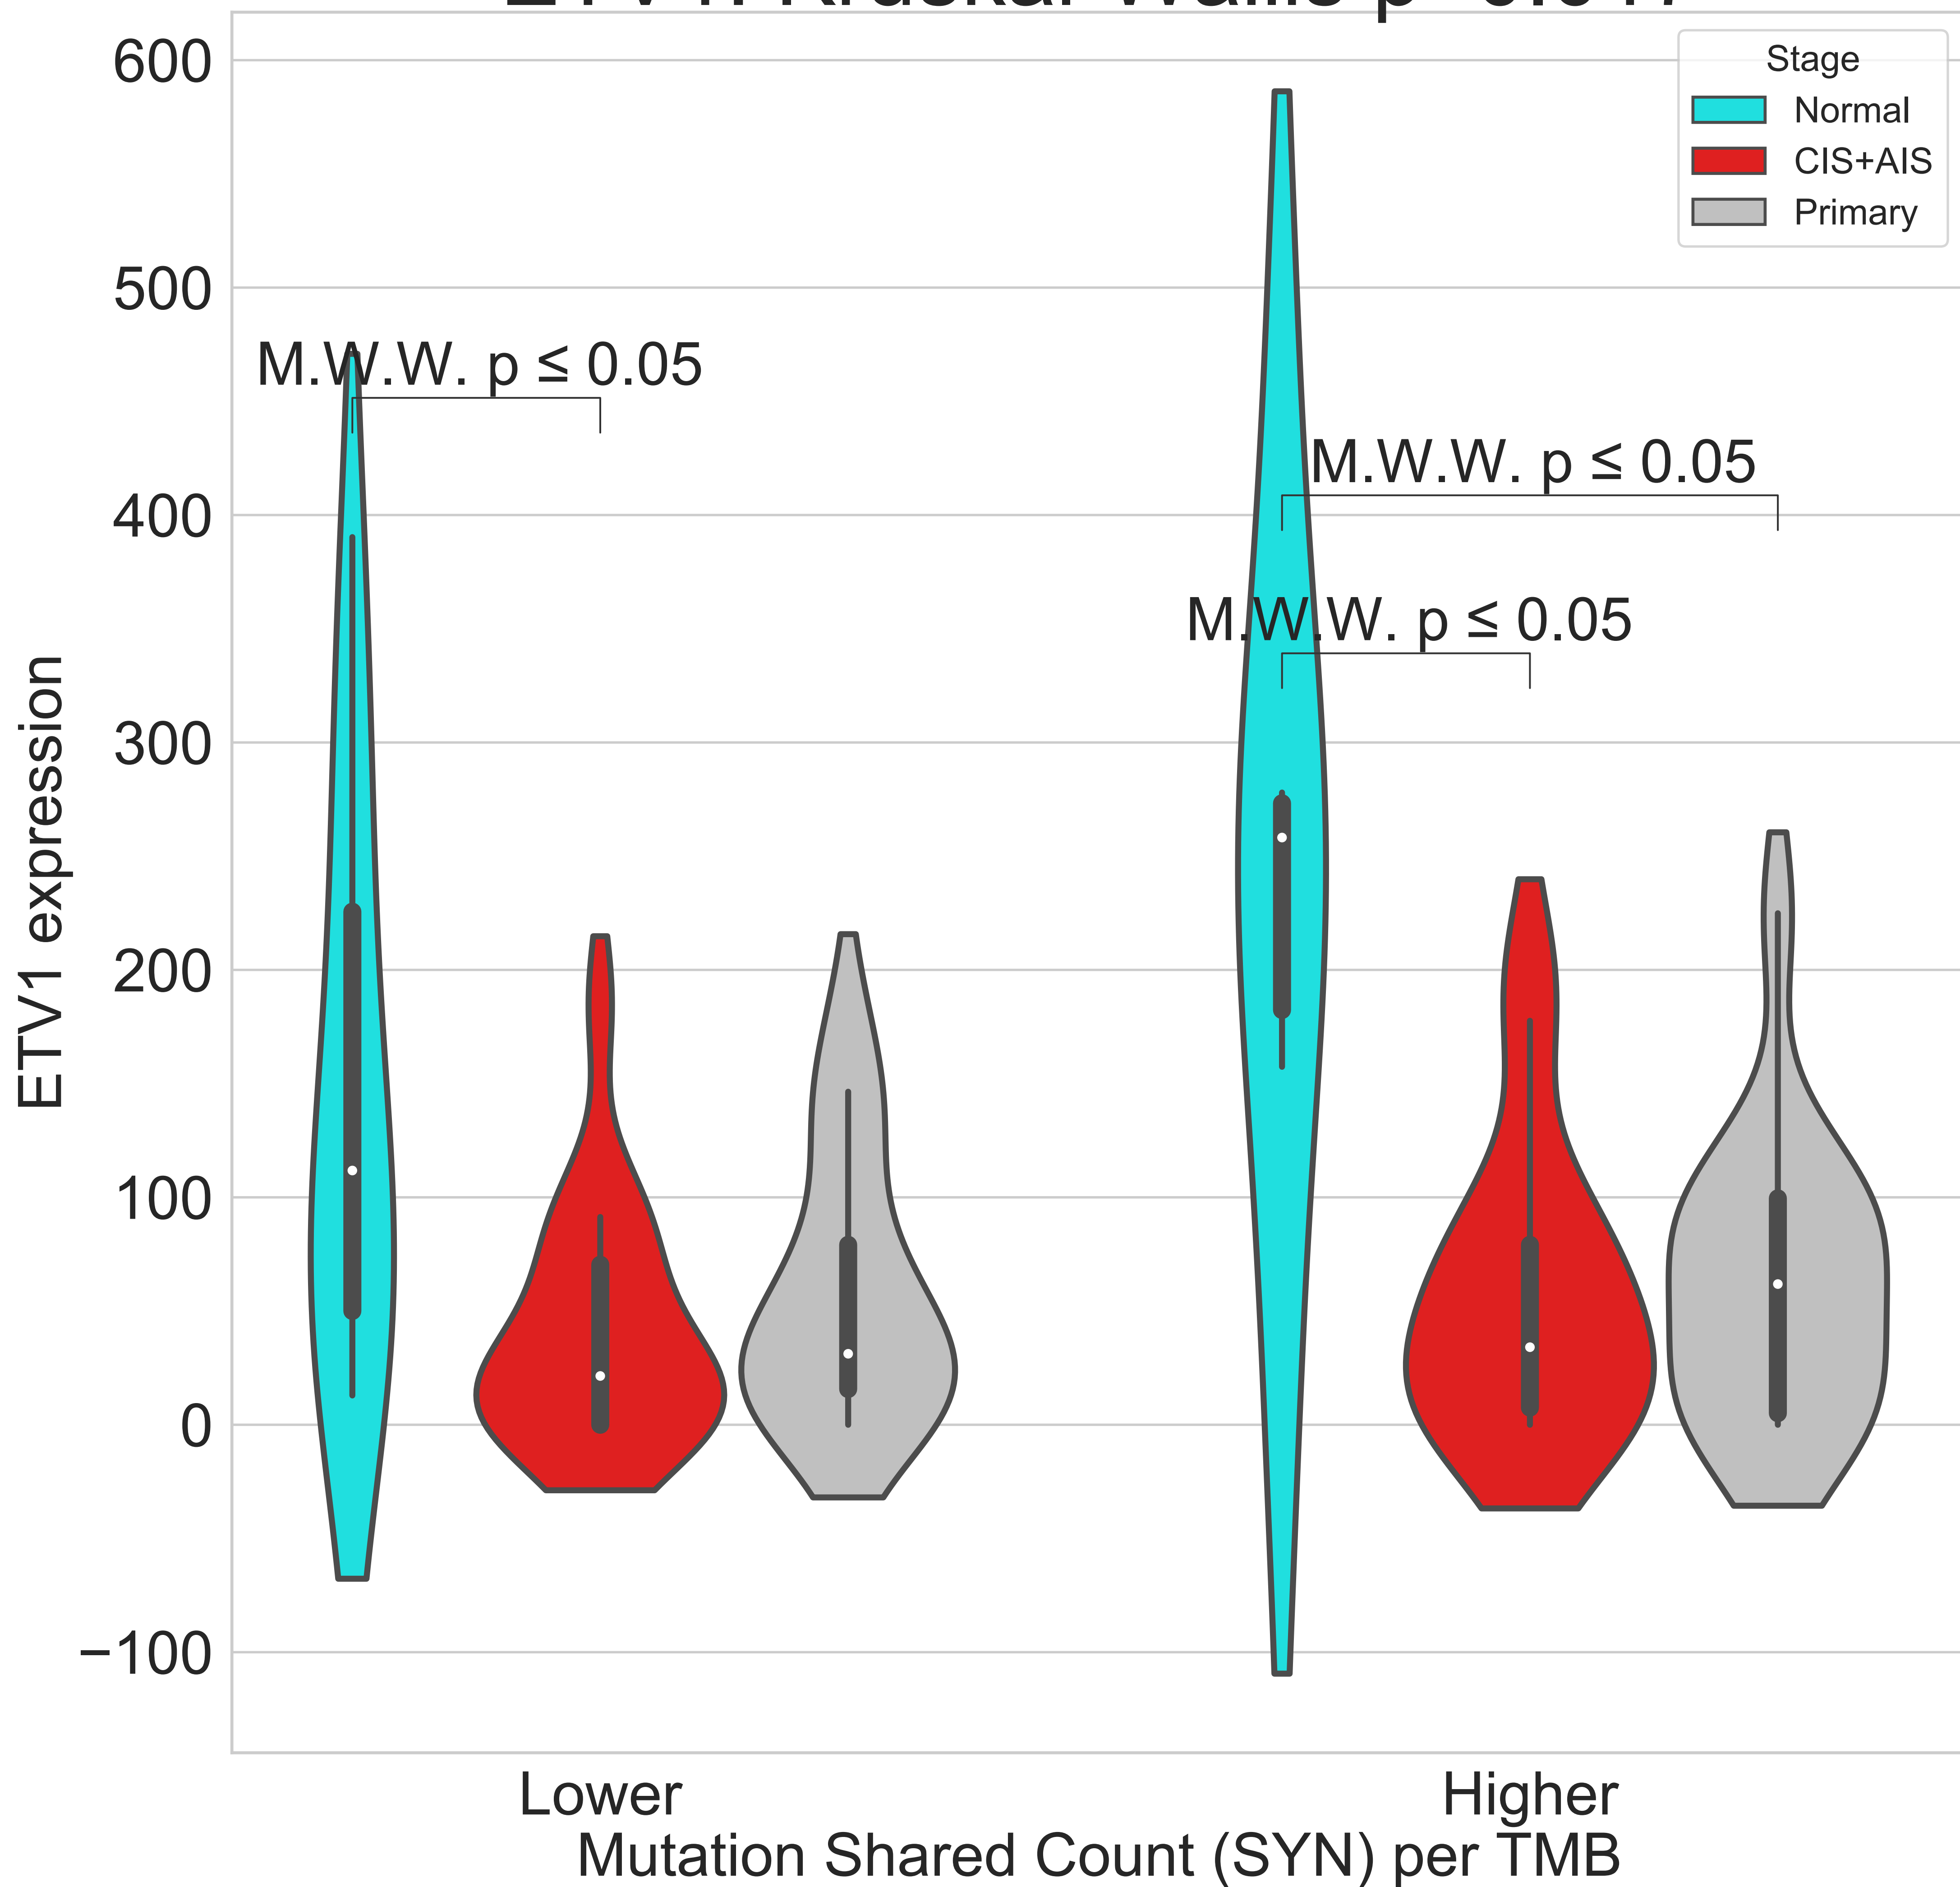 600
500
400
300
200
100
0
−100
ETV1 expression
Stage
Normal
CIS+AIS
Primary
M.W.W. p ≤ 0.05
M.W.W. p ≤ 0.05
M.W.W. p ≤ 0.05
Lower
Higher
Mutation Shared Count (SYN) per TMB